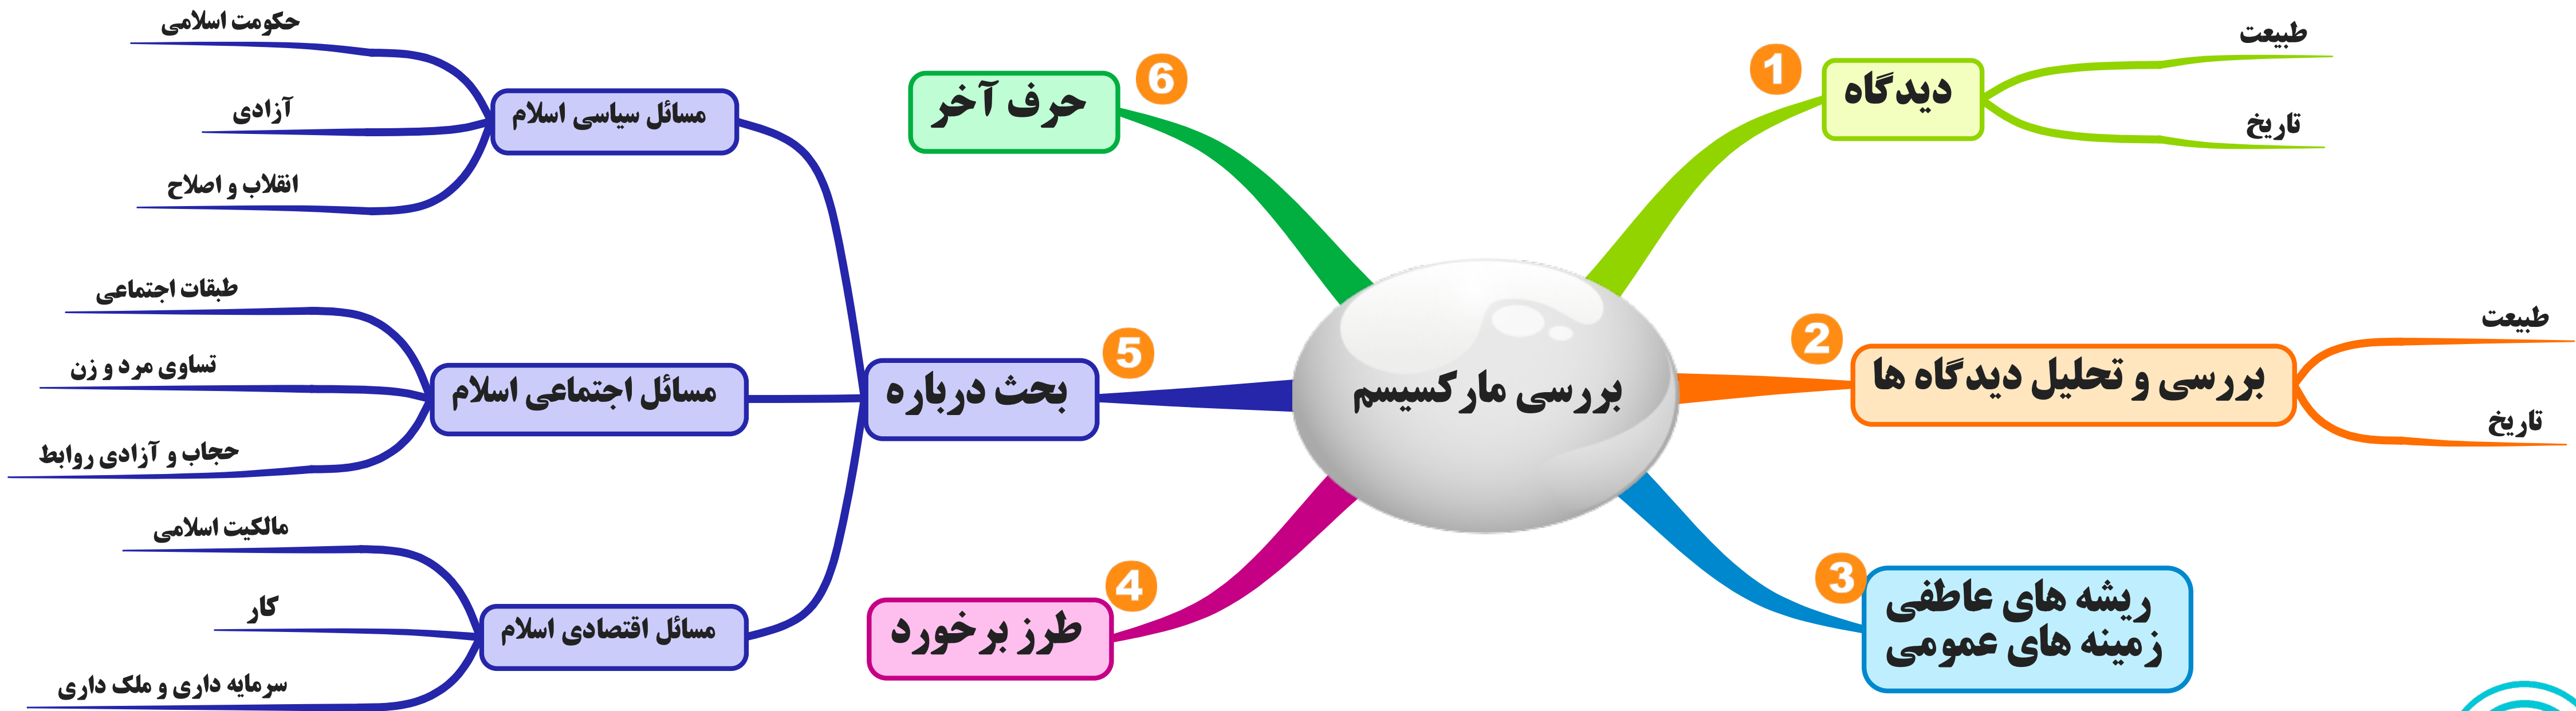 بررسی مارکسیسم
1
دیدگاه
طبیعت
تاریخ
2
بررسی و تحلیل دیدگاه ها
طبیعت
تاریخ
3
ریشه های عاطفی
زمینه های عمومی
4
طرز برخورد
5
بحث درباره
مسائل سیاسی اسلام
حکومت اسلامی
آزادی
انقلاب و اصلاح
مسائل اجتماعی اسلام
طبقات اجتماعی
تساوی مرد و زن
حجاب و آزادی روابط
مسائل اقتصادی اسلام
مالکیت اسلامی
کار
سرمایه داری و ملک داری
6
حرف آخر